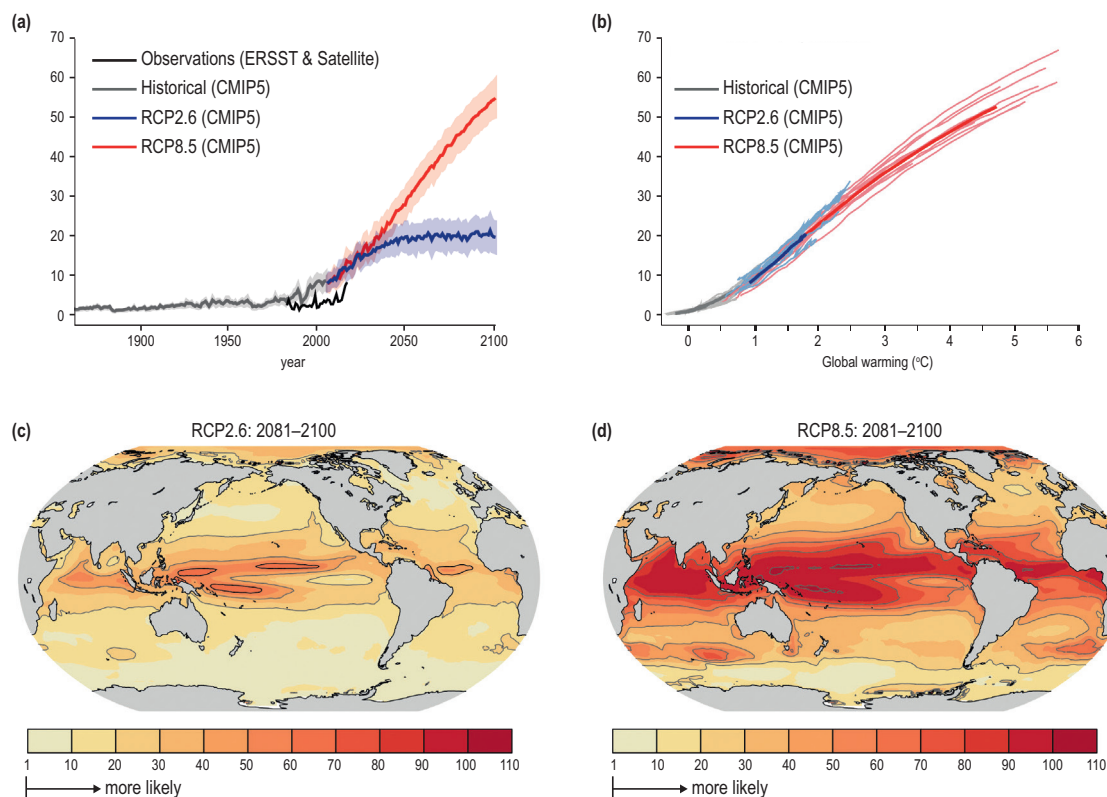 (a)
70
60
50
40
30
20
10
0
Observations (ERSST & Satellite)
Historical (CMIP5)
RCP2.6 (CMIP5)
RCP8.5 (CMIP5)
1900 1950 2000 2050 2100
year
(b)
70
60
50
40
30
20
10
0
Historical (CMIP5)
RCP2.6 (CMIP5)
RCP8.5 (CMIP5)
0 1 2 3 4 5 6
Global warming (°C)
(c)
RCP2.6: 2081–2100
1 10 20 30 40 50 60 70 80 90 100 110
more likely
(d)
RCP8.5: 2081–2100
1 10 20 30 40 50 60 70 80 90 100 110
more likely